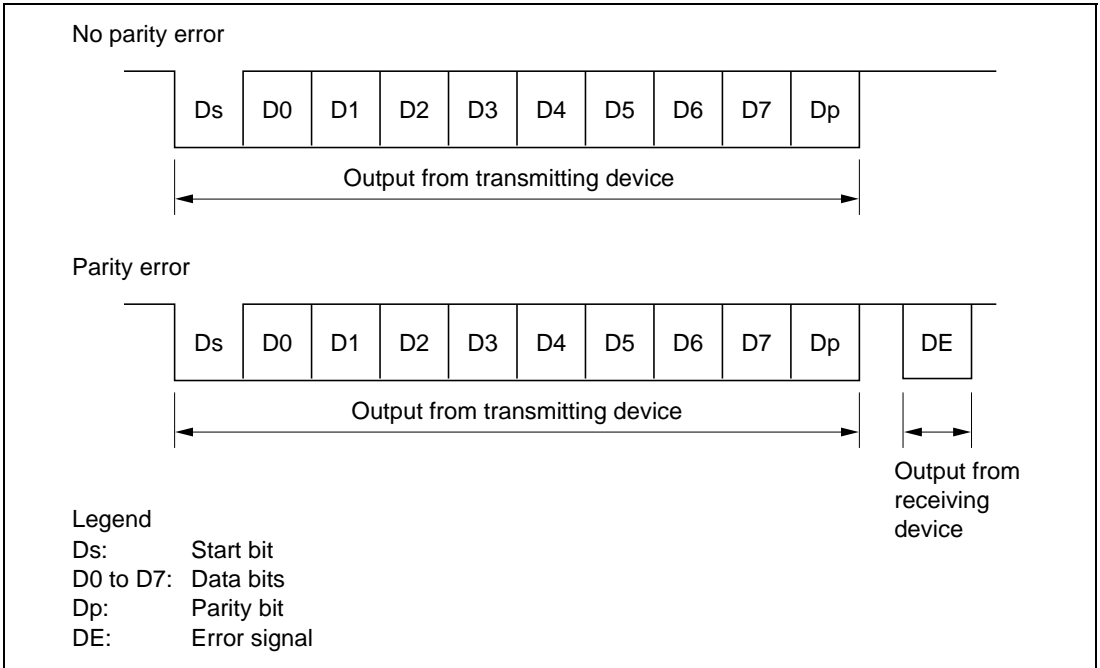 No parity error
Ds D0 D1 D2 D3 D4 D5 D6 D7 Dp
Output from transmitting device
Parity error
Ds D0 D1 D2 D3 D4 D5 D6 D7 Dp DE
Output from transmitting device
Output from
receiving
device
Legend
Ds: Start bit
D0 to D7: Data bits
Dp: Parity bit
DE: Error signal